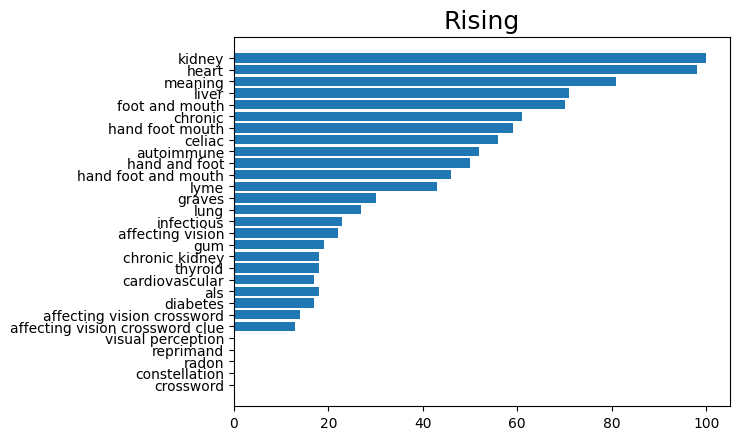 Rising
kidney
heart
meaning
liver
foot and mouth
chronic
hand foot mouth
celiac
autoimmune
hand and foot
hand foot and mouth
lyme
graves
lung
infectious
affecting vision
gum
chronic kidney
thyroid
cardiovascular
als
diabetes
affecting vision crossword
affecting vision crossword clue
visual perception
reprimand
radon
constellation
crossword
0 20 40 60 80 100